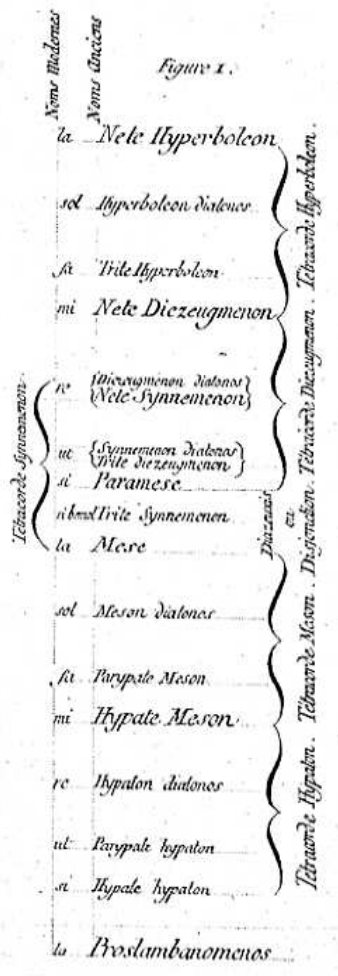 Figure 1.
Noms Modernes
Noms Anciens
la Nete Hyperboleon
sol Hyperboleon diatonos
fa Trite Hyperboleon
mi Nete Diezeugmenon
re {Diezeugmenon diatonos}
{Nete Synnemenon}
ut {Synnemenon diatonos}
{Trite diezeugmenon}
si Paramese
si bemol Trite Synnemenon
la Mese
sol Meson diatonos
fa Parypate Meson
mi Hypate Meson
re Hypaton diatonos
ut Parypate hypaton
si Hypate hypaton
la Proslambanomenos
Tétracorde Synnemenon
Tétracorde Hyperboleon.
Tétracorde Diezeugmenon.
Diazeuxis
ou
Disjonction.
Tétracorde Meson.
Tétracorde Hypaton.